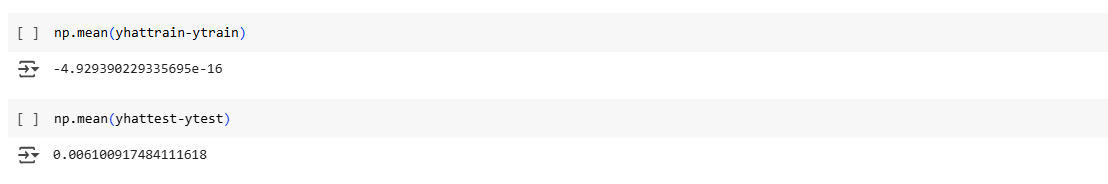 [ ] np.mean(yhattrain-ytrain)
-4.929390229335695e-16
[ ] np.mean(yhattest-ytest)
0.006100917484111618